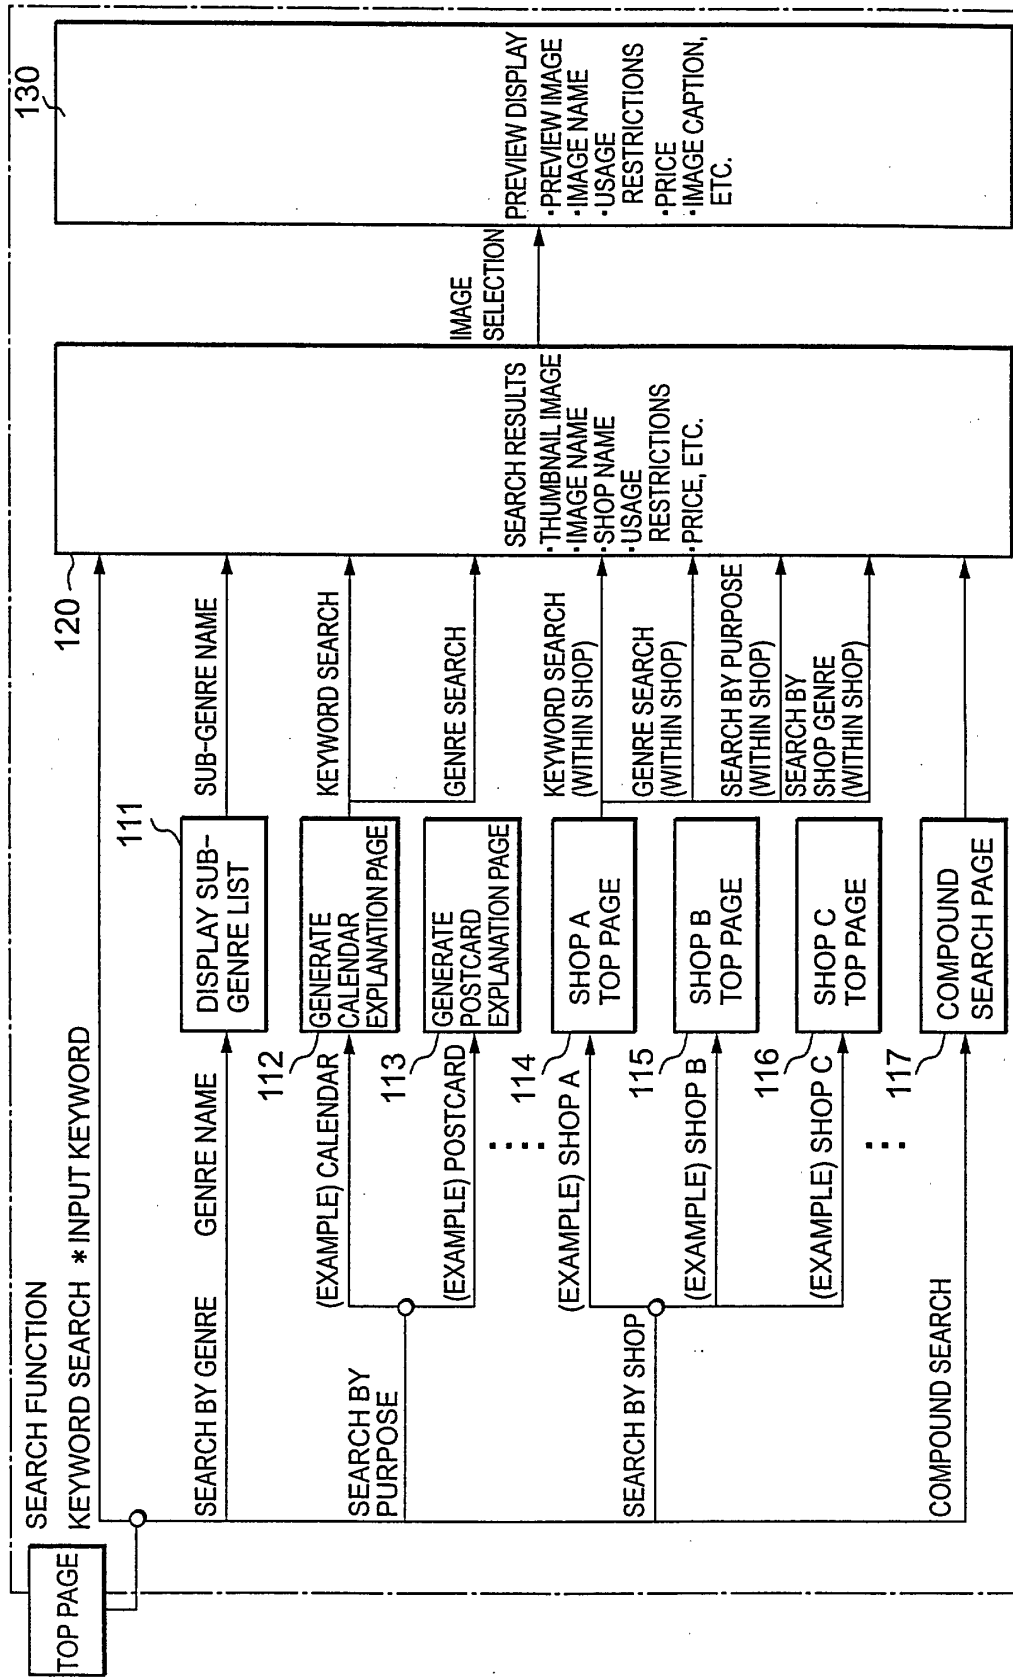 TOP PAGE
SEARCH FUNCTION
KEYWORD SEARCH * INPUT KEYWORD
SEARCH BY GENRE
GENRE NAME
111
DISPLAY SUB-
GENRE LIST
SUB-GENRE NAME
SEARCH BY
PURPOSE
(EXAMPLE) CALENDAR
112
GENERATE
CALENDAR
EXPLANATION PAGE
KEYWORD SEARCH
(EXAMPLE) POSTCARD
113
GENERATE
POSTCARD
EXPLANATION PAGE
GENRE SEARCH
SEARCH BY SHOP
(EXAMPLE) SHOP A
114
SHOP A
TOP PAGE
KEYWORD SEARCH
(WITHIN SHOP)
(EXAMPLE) SHOP B
115
SHOP B
TOP PAGE
GENRE SEARCH
(WITHIN SHOP)
SEARCH BY PURPOSE
(WITHIN SHOP)
(EXAMPLE) SHOP C
116
SHOP C
TOP PAGE
SEARCH BY
SHOP GENRE
(WITHIN SHOP)
COMPOUND SEARCH
117
COMPOUND
SEARCH PAGE
120
SEARCH RESULTS
・THUMBNAIL IMAGE
・IMAGE NAME
・SHOP NAME
・USAGE
RESTRICTIONS
・PRICE, ETC.
IMAGE
SELECTION
130
PREVIEW DISPLAY
・PREVIEW IMAGE
・IMAGE NAME
・USAGE
RESTRICTIONS
・PRICE
・IMAGE CAPTION,
ETC.